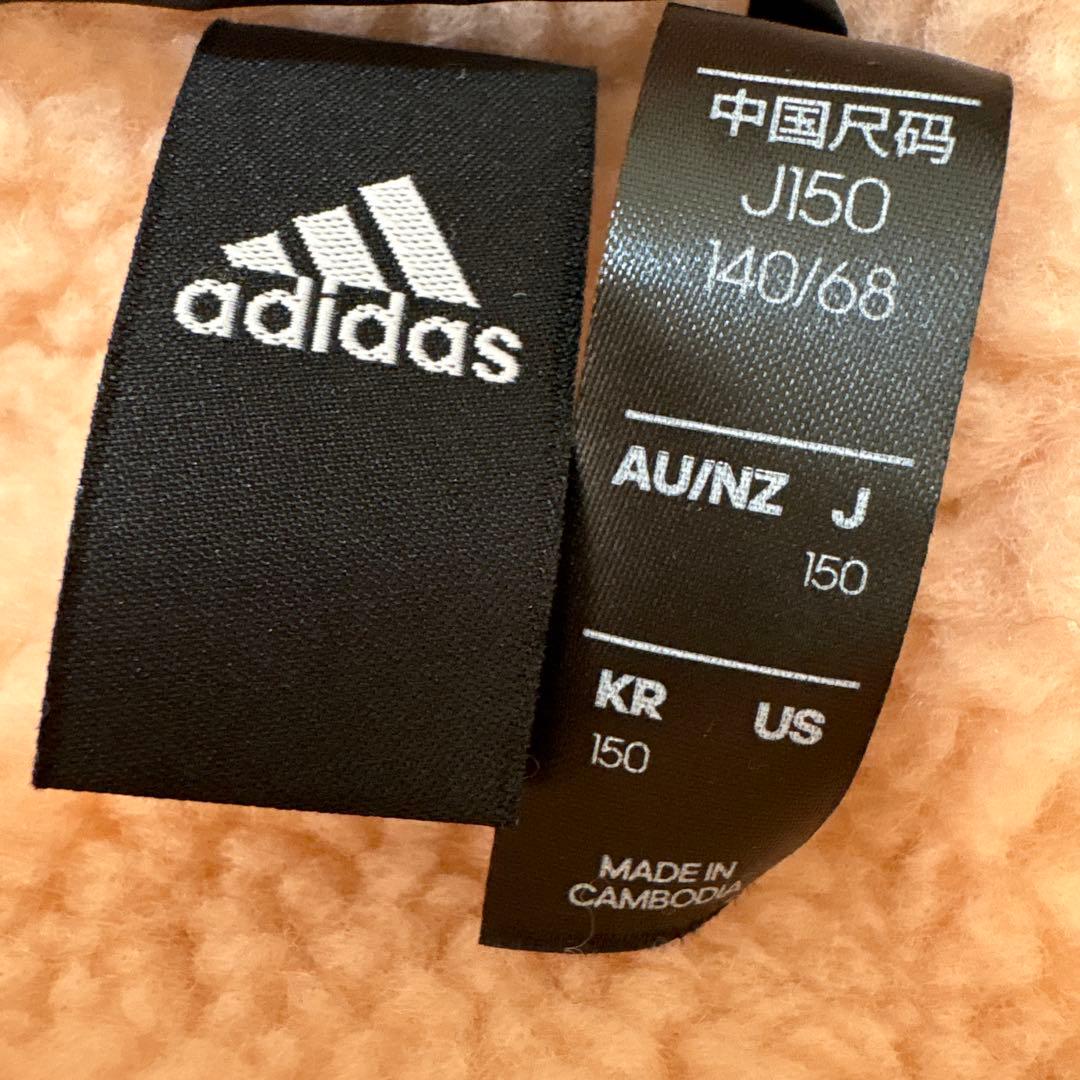 adidas
中国尺码
J150
140/68
AU/NZ J
150
KR US
150
MADE IN
CAMBODIA